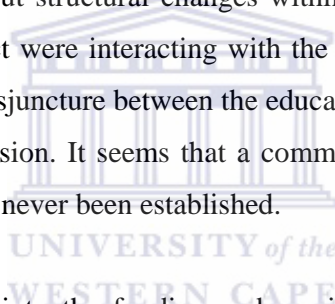 ut structural changes within
t were interacting with the
sjuncture between the educa
sion. It seems that a comm
never been established.
UNIVERSITY of the
WESTERN CAPE